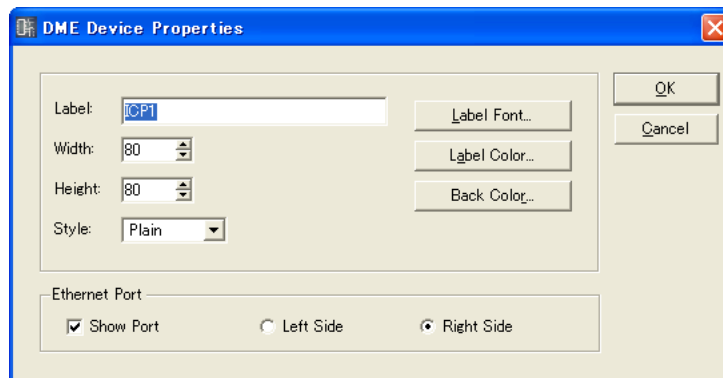 DME Device Properties
Label: ICP1
Label Font...
OK
Width: 80
Label Color...
Cancel
Height: 80
Back Color...
Style: Plain
Ethernet Port
Show Port Left Side Right Side